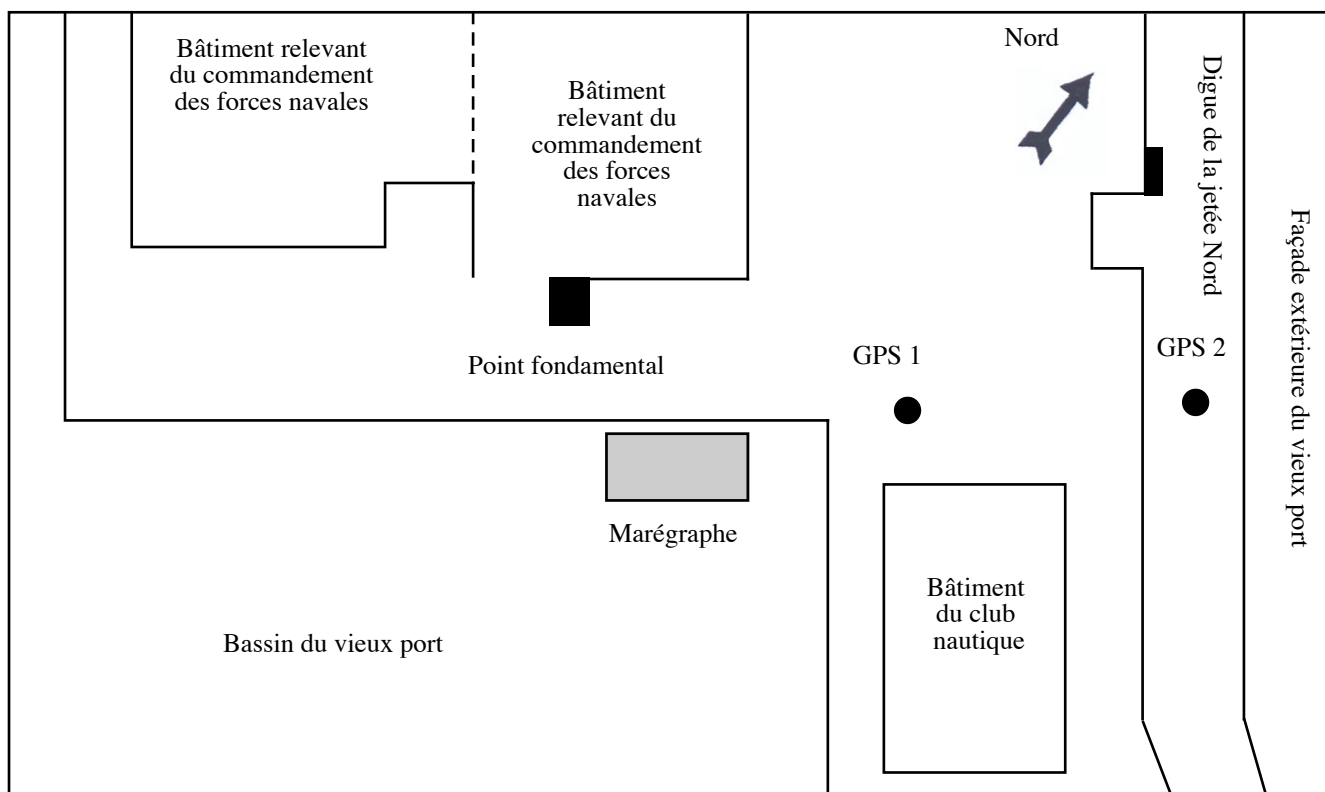 Bâtiment relevant
du commandement
des forces navales
Bâtiment
relevant du
commandement
des forces
navales
Nord
Digue de la jetée Nord
Façade extérieure du vieux port
Point fondamental
GPS 1
GPS 2
Marégraphe
Bassin du vieux port
Bâtiment
du club
nautique